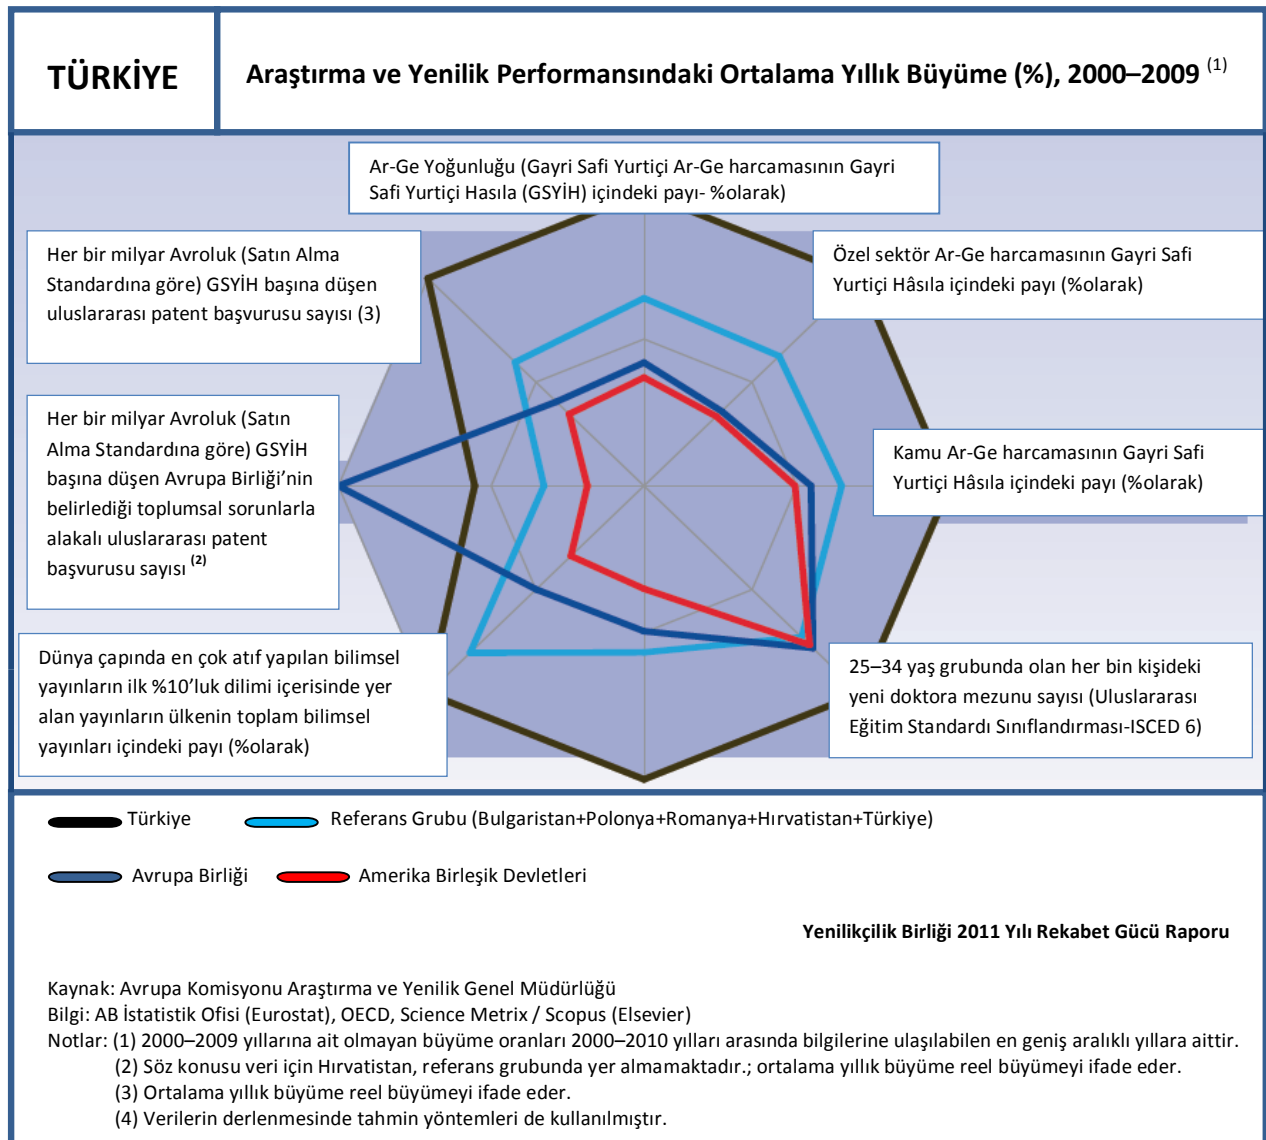 TÜRKİYE
Araştırma ve Yenilik Performansındaki Ortalama Yıllık Büyüme (%), 2000–2009 (1)
Ar-Ge Yoğunluğu (Gayri Safi Yurtiçi Ar-Ge harcamasının Gayri
Safi Yurtiçi Hasıla (GSYİH) içindeki payı- %olarak)
Her bir milyar Avroluk (Satın Alma
Standardına göre) GSYİH başına düşen
uluslararası patent başvurusu sayısı (3)
Özel sektör Ar-Ge harcamasının Gayri Safi
Yurtiçi Hâsıla içindeki payı (%olarak)
Her bir milyar Avroluk (Satın
Alma Standardına göre) GSYİH
başına düşen Avrupa Birliği’nin
belirlediği toplumsal sorunlarla
alakalı uluslararası patent
başvurusu sayısı (2)
Kamu Ar-Ge harcamasının Gayri Safi
Yurtiçi Hâsıla içindeki payı (%olarak)
Dünya çapında en çok atıf yapılan bilimsel
yayınların ilk %10’luk dilimi içerisinde yer
alan yayınların ülkenin toplam bilimsel
yayınları içindeki payı (%olarak)
25–34 yaş grubunda olan her bin kişideki
yeni doktora mezunu sayısı (Uluslararası
Eğitim Standardı Sınıflandırması-ISCED 6)
Türkiye
Referans Grubu (Bulgaristan+Polonya+Romanya+Hırvatistan+Türkiye)
Avrupa Birliği
Amerika Birleşik Devletleri
Yenilikçilik Birliği 2011 Yılı Rekabet Gücü Raporu
Kaynak: Avrupa Komisyonu Araştırma ve Yenilik Genel Müdürlüğü
Bilgi: AB İstatistik Ofisi (Eurostat), OECD, Science Metrix / Scopus (Elsevier)
Notlar: (1) 2000–2009 yıllarına ait olmayan büyüme oranları 2000–2010 yılları arasında bilgilerine ulaşılabilen en geniş aralıklı yıllara aittir.
(2) Söz konusu veri için Hırvatistan, referans grubunda yer almamaktadır.; ortalama yıllık büyüme reel büyümeyi ifade eder.
(3) Ortalama yıllık büyüme reel büyümeyi ifade eder.
(4) Verilerin derlenmesinde tahmin yöntemleri de kullanılmıştır.